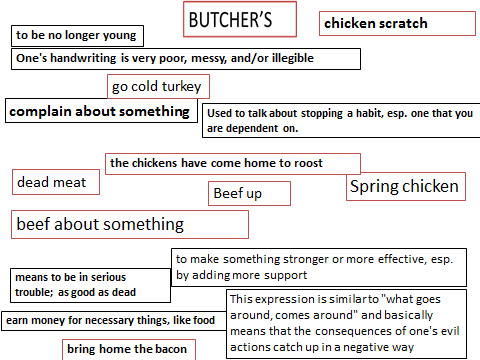 BUTCHER'S
chicken scratch
to be no longer young
One's handwriting is very poor, messy, and/or illegible
go cold turkey
complain about something
Used to talk about stopping a habit, esp. one that you
are dependent on.
the chickens have come home to roost
dead meat
Beef up
Spring chicken
beef about something
to make something stronger or more effective, esp.
by adding more support
means to be in serious
trouble; as good as dead
This expression is similar to "what goes
around, comes around" and basically
means that the consequences of one's evil
actions catch up in a negative way
earn money for necessary things, like food
bring home the bacon